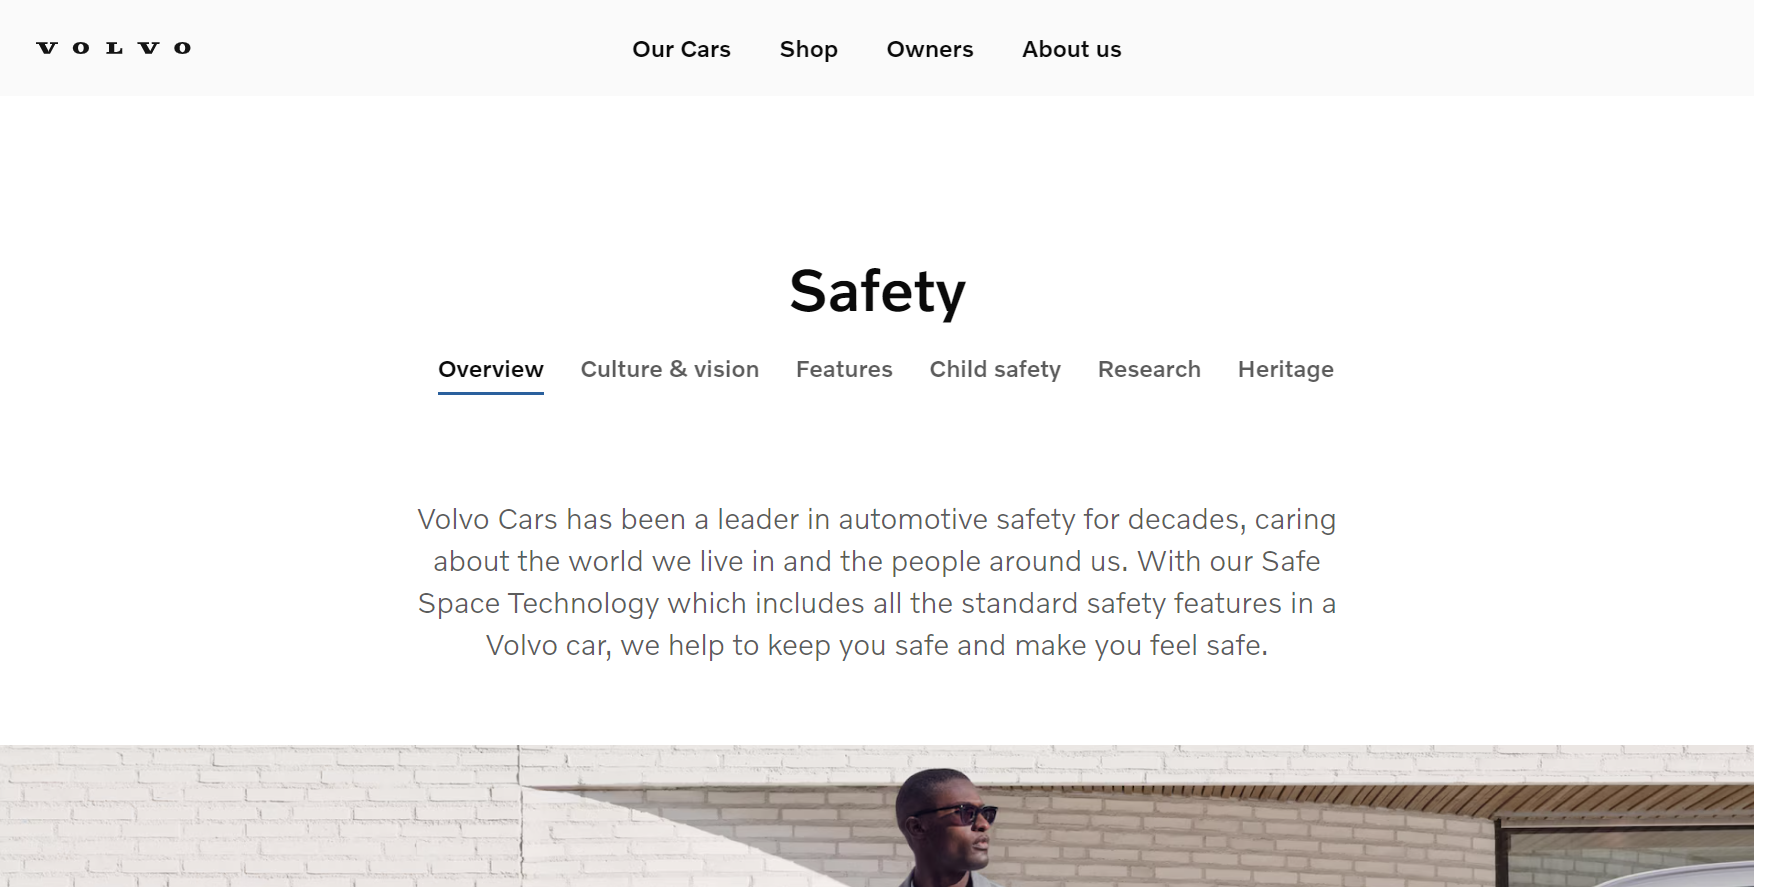 VOLVO
Our Cars Shop Owners About us
Safety
Overview Culture & vision Features Child safety Research Heritage
Volvo Cars has been a leader in automotive safety for decades, caring
about the world we live in and the people around us. With our Safe
Space Technology which includes all the standard safety features in a
Volvo car, we help to keep you safe and make you feel safe.